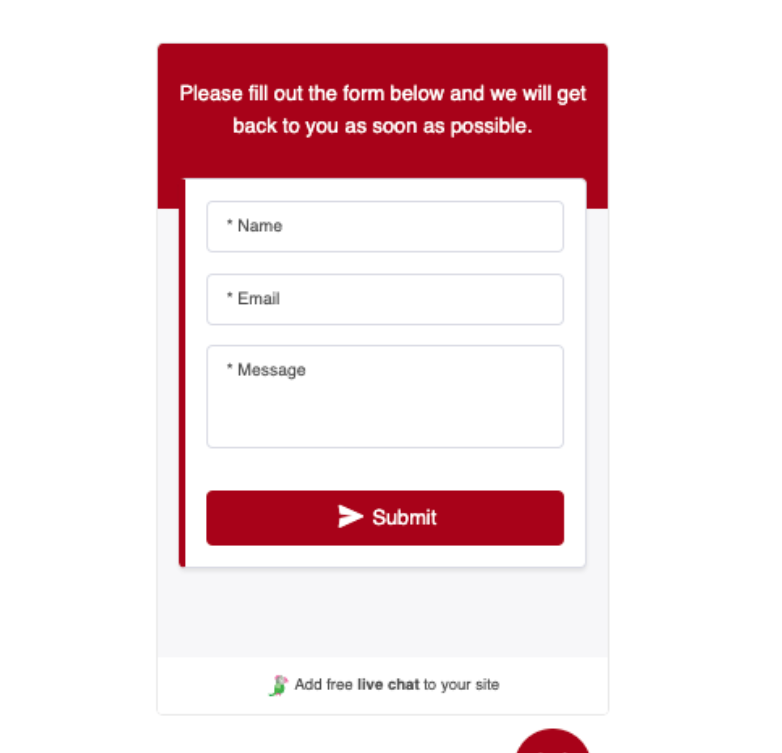 Please fill out the form below and we will get
back to you as soon as possible.
* Name
* Email
* Message
Submit
Add free live chat to your site